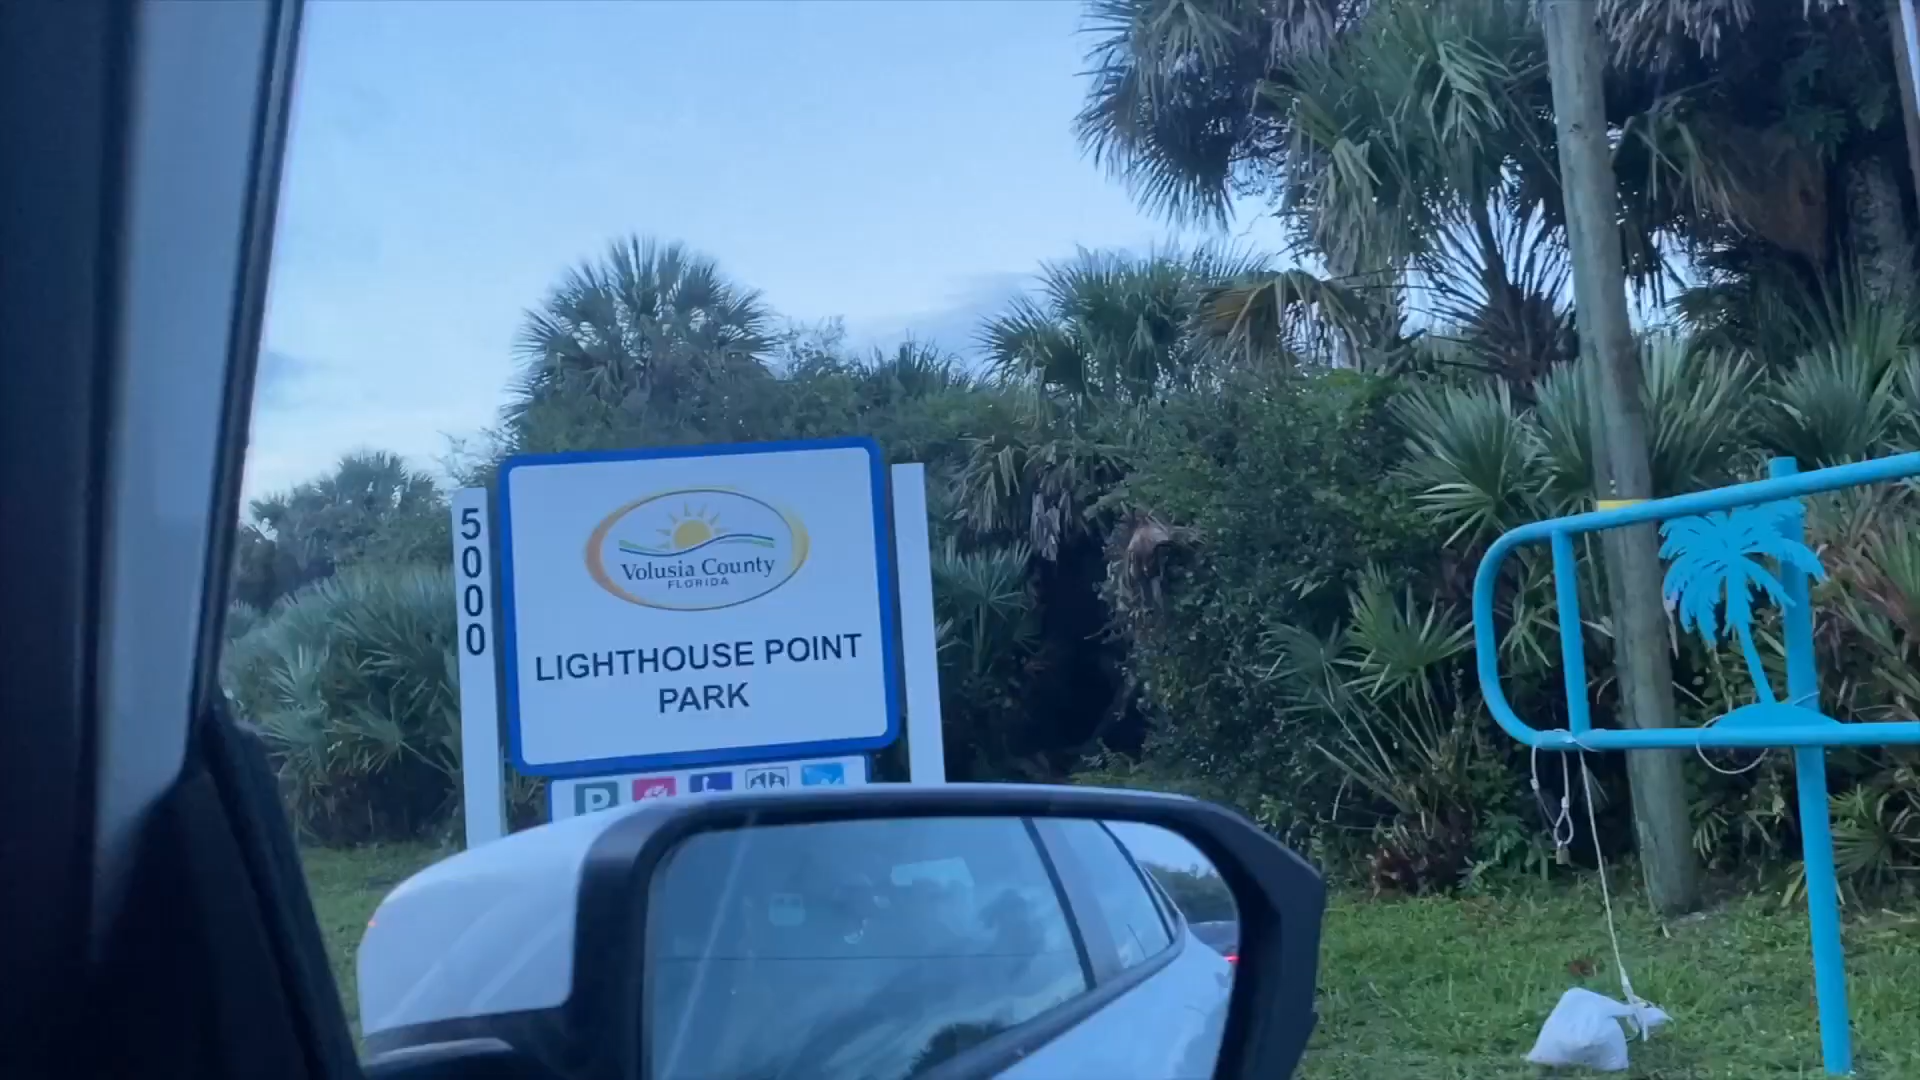 5000
Volusia County
FLORIDA
LIGHTHOUSE POINT
PARK
P